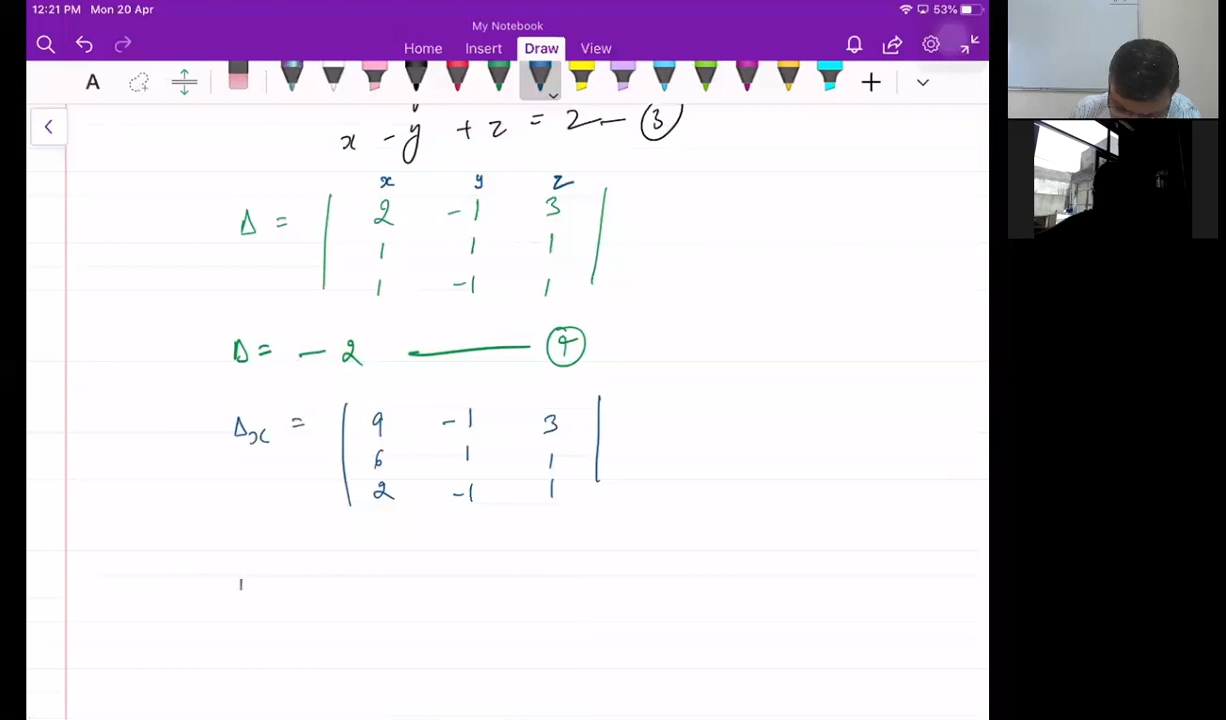 12:21 PM Mon 20 Apr 53%
My Notebook
Home Insert Draw View
A
x - y + z = 2 — 3
x y z
Δ = | 2 -1 3 |
1 1 1
1 -1 1
Δ = - 2 — 4
Δx = | 9 -1 3 |
6 1 1
2 -1 1